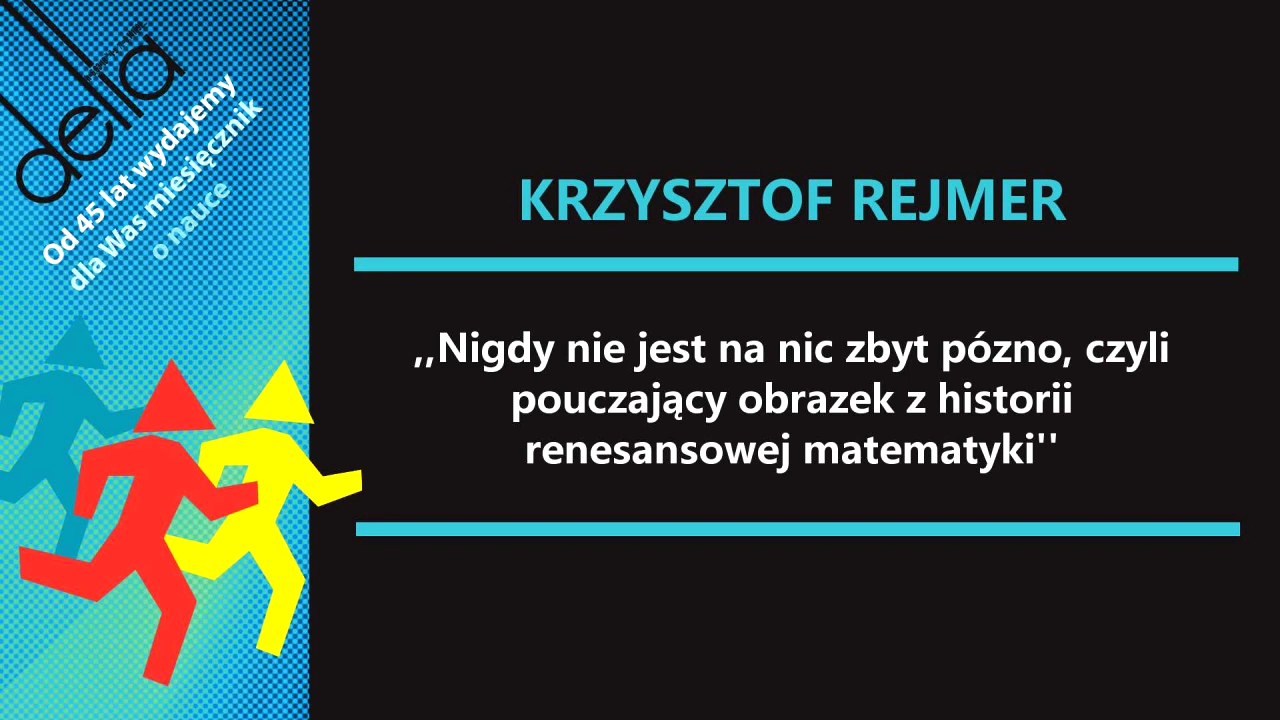 delta
Od 45 lat wydajemy
dla Was miesięcznik
o nauce
KRZYSZTOF REJMER
,,Nigdy nie jest na nic zbyt pózno, czyli
pouczający obrazek z historii
renesansowej matematyki''